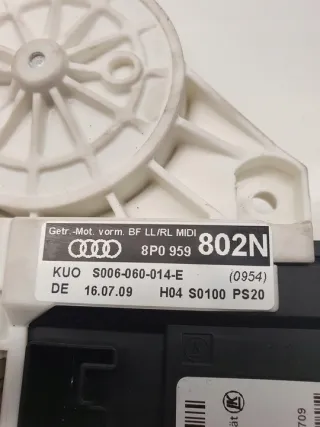 Getr.-Mot. vorm. BF LL/RL MIDI
8P0 959 802N
KUO S006-060-014-E (0954)
DE 16.07.09 H04 S0100 PS20